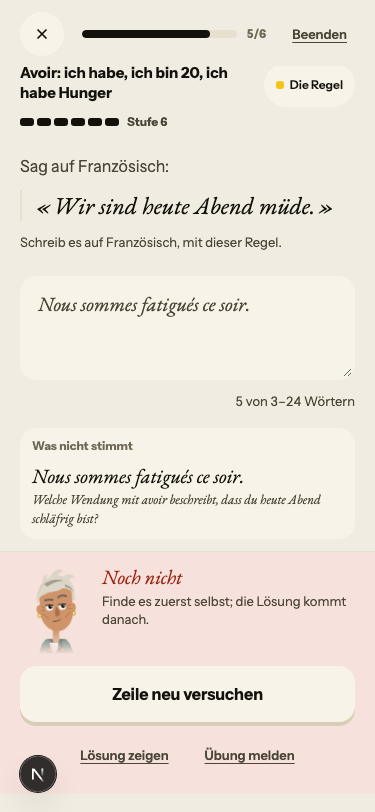 ✕
5/6
Beenden
Avoir: ich habe, ich bin 20, ich
habe Hunger
Die Regel
Stufe 6
Sag auf Französisch:
« Wir sind heute Abend müde. »
Schreib es auf Französisch, mit dieser Regel.
Nous sommes fatigués ce soir.
5 von 3–24 Wörtern
Was nicht stimmt
Nous sommes fatigués ce soir.
Welche Wendung mit avoir beschreibt, dass du heute Abend
schläfrig bist?
Noch nicht
Finde es zuerst selbst; die Lösung kommt
danach.
Zeile neu versuchen
Lösung zeigen
Übung melden
N